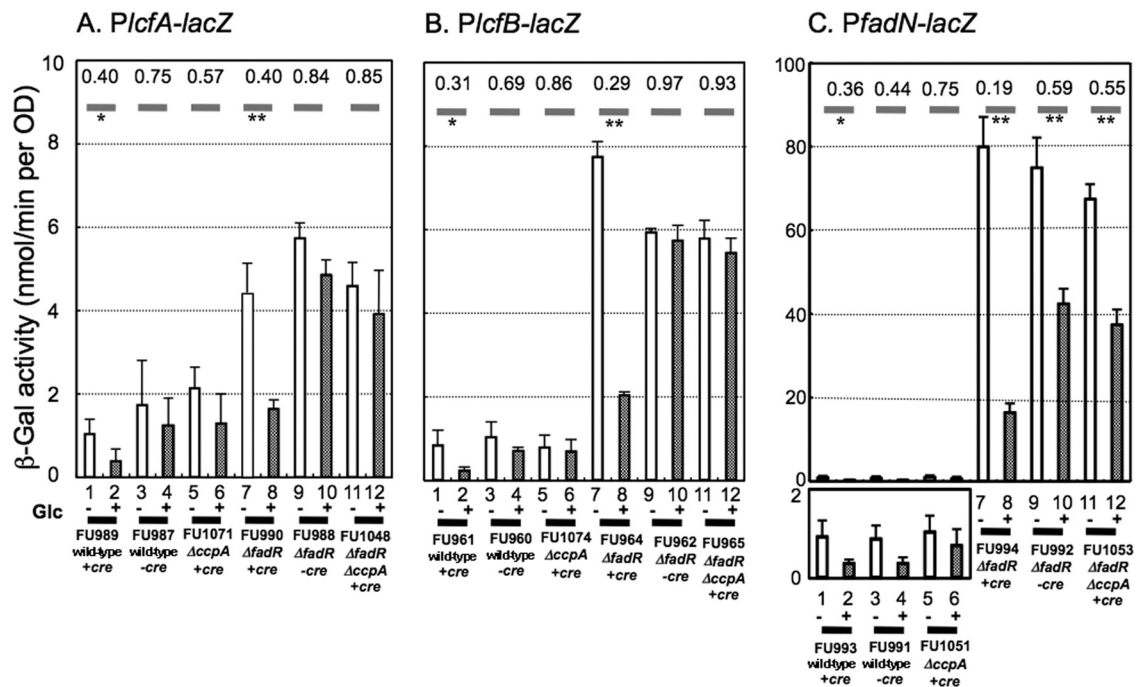 A. PlcfA-lacZ
B. PlcfB-lacZ
C. PfadN-lacZ
β-Gal activity (nmol/min per OD)
10
8
6
4
2
0
0.40 0.75 0.57 0.40 0.84 0.85
* **
1 2 3 4 5 6 7 8 9 10 11 12
Glc - + - + - + - + - + - +
FU989 FU987 FU1071 FU990 FU988 FU1048
wild-type wild-type ΔccpA ΔfadR ΔfadR ΔfadR
+cre -cre +cre +cre -cre ΔccpA
+cre
0.31 0.69 0.86 0.29 0.97 0.93
* **
1 2 3 4 5 6 7 8 9 10 11 12
- + - + - + - + - + - +
FU961 FU960 FU1074 FU964 FU962 FU965
wild-type wild-type ΔccpA ΔfadR ΔfadR ΔfadR
+cre -cre +cre +cre -cre ΔccpA
+cre
100
80
60
40
20
0
0.36 0.44 0.75 0.19 0.59 0.55
* ** ** **
7 8 9 10 11 12
- + - + - +
FU994 FU992 FU1053
ΔfadR ΔfadR ΔfadR
+cre -cre ΔccpA
+cre
2
0
1 2 3 4 5 6
- + - + - +
FU993 FU991 FU1051
wild-type wild-type ΔccpA
+cre -cre +cre